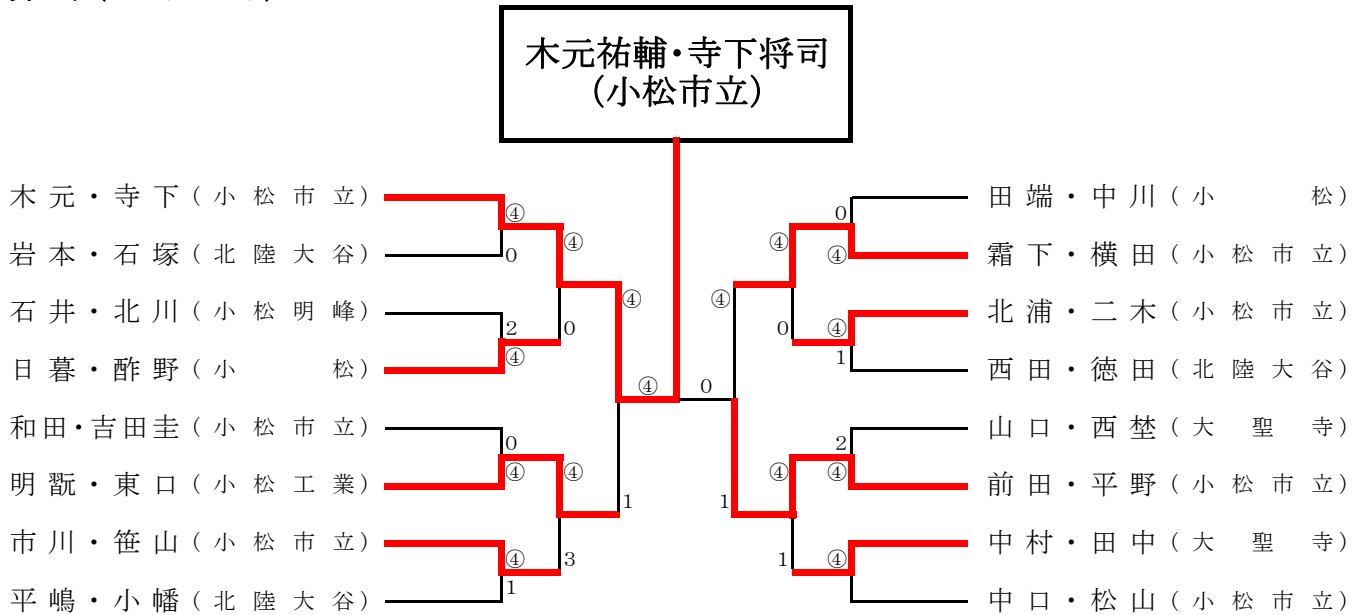 木元祐輔・寺下将司
(小松市立)
木元・寺下(小松市立)
④
0
岩本・石塚(北陸大谷)
④
石井・北川(小松明峰)
2
④
0
日暮・酢野(小松)
④
和田・吉田圭(小松市立)
0
④
明翫・東口(小松工業)
④
1
市川・笹山(小松市立)
④
1
3
平嶋・小幡(北陸大谷)
④
0
田端・中川(小松)
0
④
霜下・横田(小松市立)
④
北浦・二木(小松市立)
④
1
0
西田・徳田(北陸大谷)
④
山口・西埜(大聖寺)
2
④
前田・平野(小松市立)
④
1
中村・田中(大聖寺)
④
1
中口・松山(小松市立)